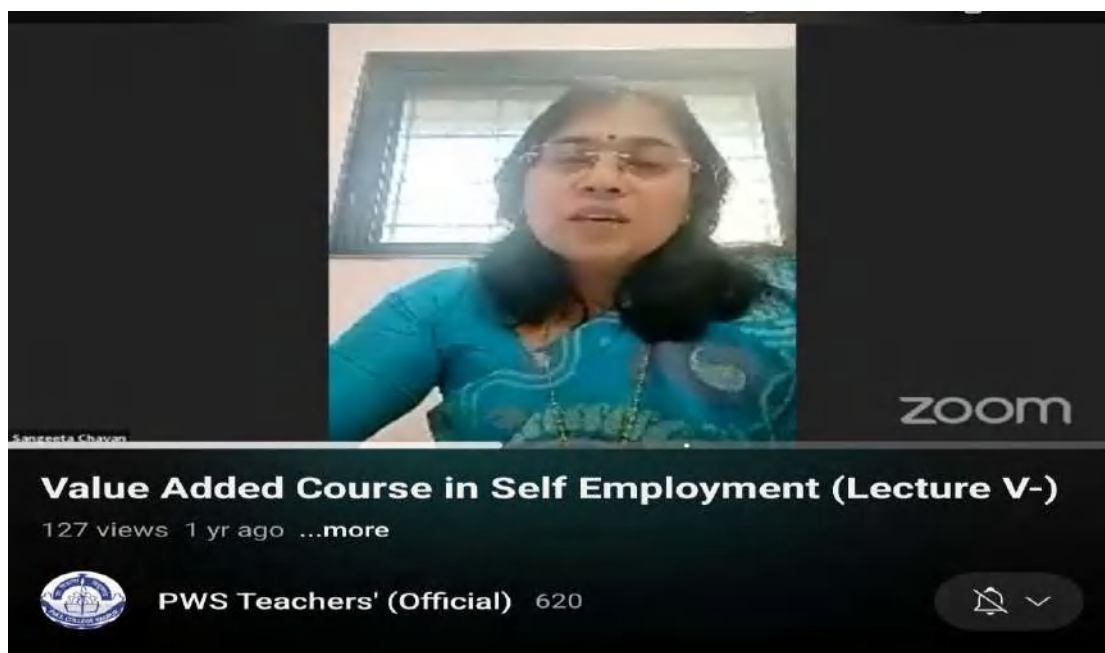 zoom
Sangeeta Chavan
Value Added Course in Self Employment (Lecture V-)
127 views 1 yr ago ...more
PWS Teachers' (Official) 620